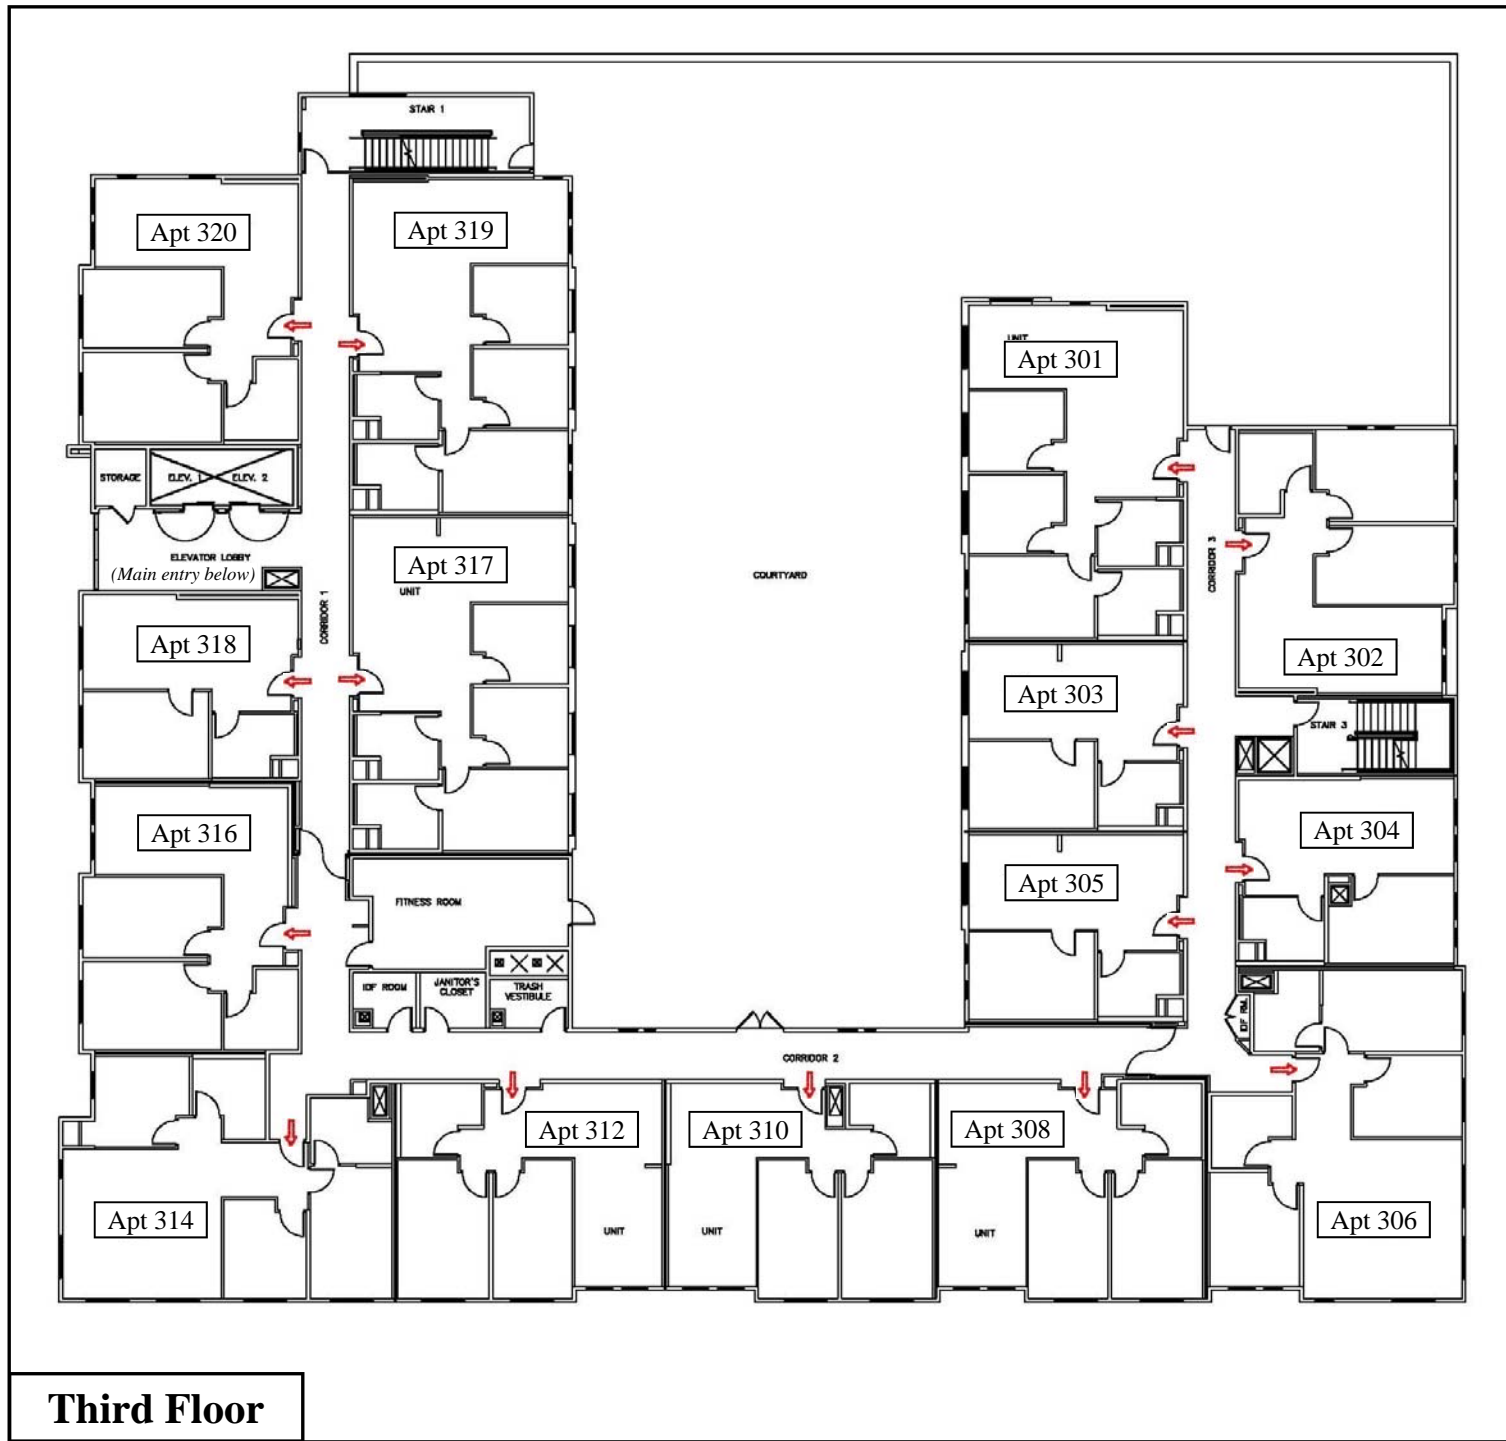 STAIR 1
Apt 320
Apt 319
UNIT
Apt 301
STORAGE
ELEV. 1
ELEV. 2
ELEVATOR LOBBY
(Main entry below)
Apt 317
UNIT
COURTYARD
CORRIDOR 1
CORRIDOR 3
Apt 318
Apt 302
Apt 303
STAIR 3
Apt 316
Apt 304
Apt 305
FITNESS ROOM
IDF ROOM
JANITOR'S
CLOSET
TRASH
VESTIBULE
IDF RM.
CORRIDOR 2
Apt 312
Apt 310
Apt 308
Apt 314
UNIT
UNIT
UNIT
Apt 306
Third Floor